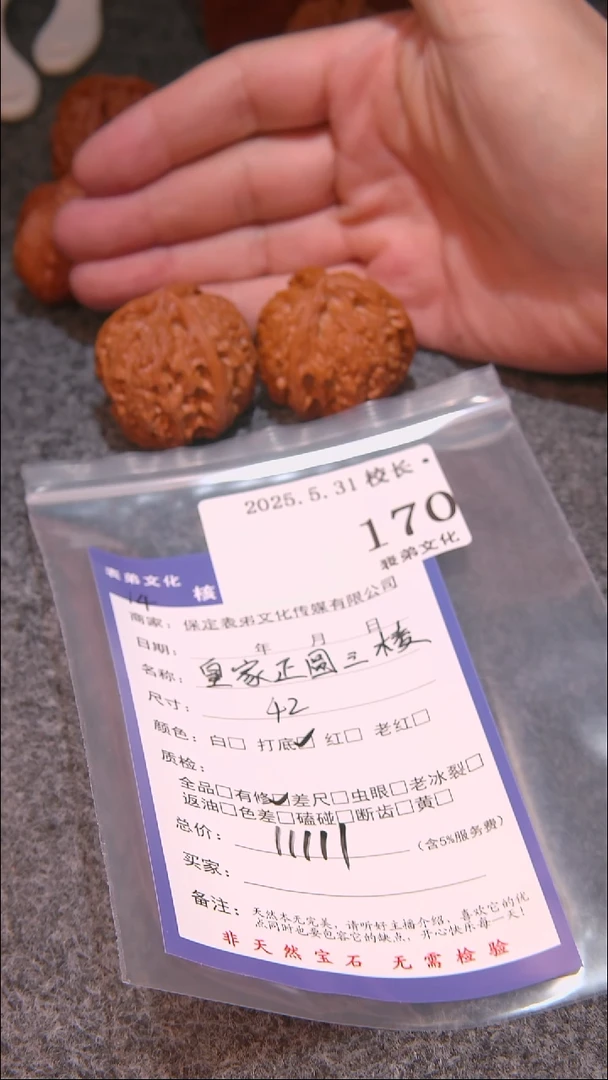 2025.5.31 校长·
170
表弟文化
表弟文化 核
14
商家：保定表弟文化传媒有限公司
日期： 年 月 日
名称：皇家正圆三棱
尺寸：42
颜色：白□ 打底☑ 红□ 老红□
质检：
全品□有修☑差尺□虫眼□老冰裂□
返油□色差□磕碰□断齿□黄□
总价： （含5%服务费）
买家：
备注：天然木无完美，请听好主播介绍，喜欢它的优
点同时也要包容它的缺点，开心快乐每一天！
非天然宝石 无需检验